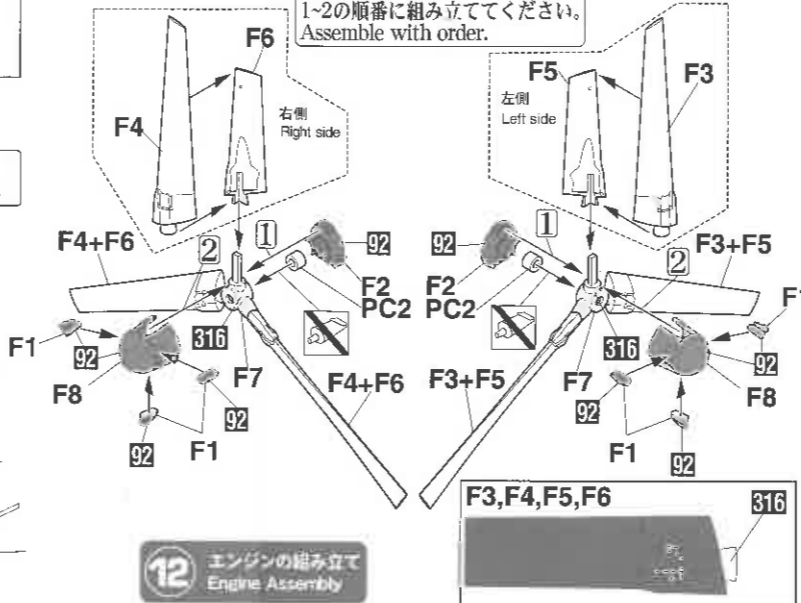 1~2の順番に組み立ててください。
Assemble with order.
F6
F4
右側
Right side
F5
F3
左側
Left side
F4+F6
2
1
92
F2
PC2
316
F1
92
F8
F7
F4+F6
92
92
F1
92
1
F2
PC2
F3+F5
2
316
F1
92
F8
F7
F3+F5
92
F1
92
F3,F4,F5,F6
316
12
エンジンの組み立て
Engine Assembly